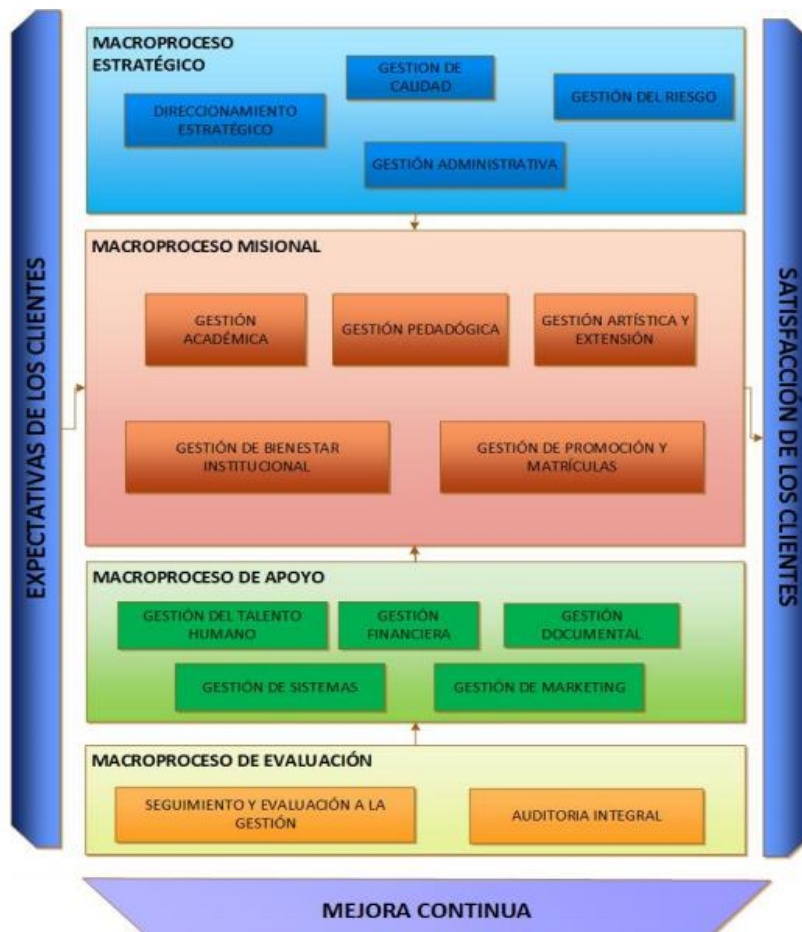 EXPECTATIVAS DE LOS CLIENTES
MACROPROCESO
ESTRATÉGICO
GESTION DE
CALIDAD
GESTIÓN DEL RIESGO
DIRECCIONAMIENTO
ESTRATÉGICO
GESTIÓN ADMINISTRATIVA
MACROPROCESO MISIONAL
GESTIÓN
ACADÉMICA
GESTIÓN PEDADÓGICA
GESTIÓN ARTÍSTICA Y
EXTENSIÓN
GESTIÓN DE BIENESTAR
INSTITUCIONAL
GESTIÓN DE PROMOCIÓN Y
MATRÍCULAS
MACROPROCESO DE APOYO
GESTIÓN DEL TALENTO
HUMANO
GESTIÓN
FINANCIERA
GESTIÓN
DOCUMENTAL
GESTIÓN DE SISTEMAS
GESTIÓN DE MARKETING
MACROPROCESO DE EVALUACIÓN
SEGUIMIENTO Y EVALUACIÓN A LA
GESTIÓN
AUDITORIA INTEGRAL
SATISFACCIÓN DE LOS CLIENTES
MEJORA CONTINUA